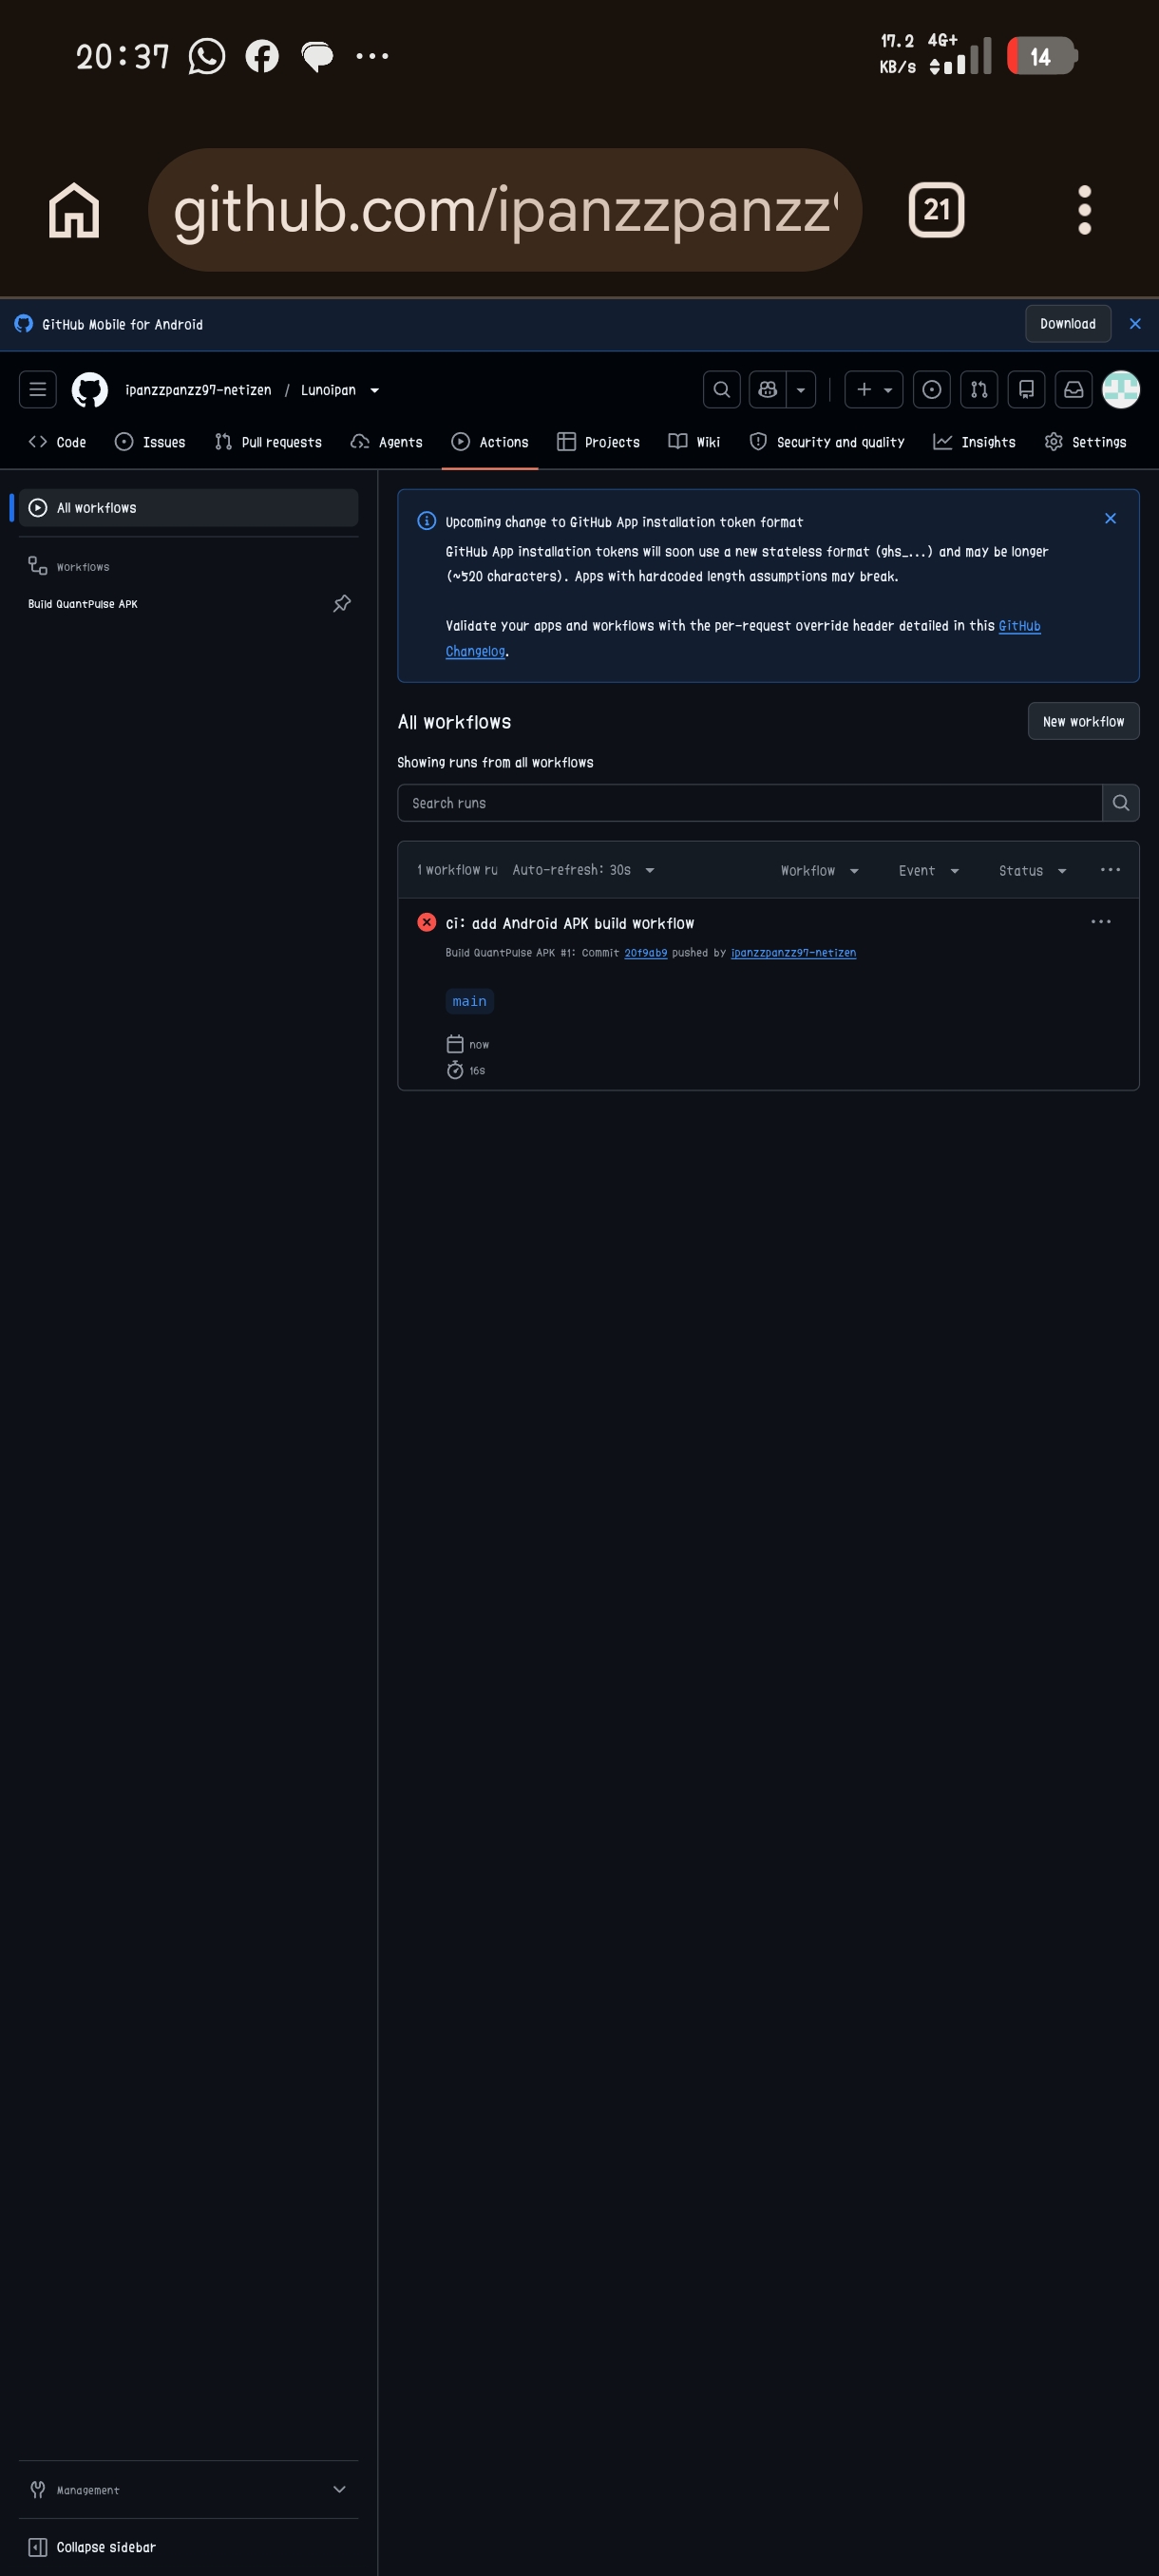 20:37
17.2 KB/s 4G+ 14
github.com/ipanzzpanzz
21
GitHub Mobile for Android
Download
ipanzzpanzz97-netizen / Lunoipan
Code Issues Pull requests Agents Actions Projects Wiki Security and quality Insights Settings
All workflows
Workflows
Build QuantPulse APK
Upcoming change to GitHub App installation token format
GitHub App installation tokens will soon use a new stateless format (ghs_...) and may be longer
(~520 characters). Apps with hardcoded length assumptions may break.
Validate your apps and workflows with the per-request override header detailed in this GitHub
Changelog.
All workflows
New workflow
Showing runs from all workflows
Search runs
1 workflow ru Auto-refresh: 30s Workflow Event Status
ci: add Android APK build workflow
Build QuantPulse APK #1: Commit 20f9ab9 pushed by ipanzzpanzz97-netizen
main
now
16s
Management
Collapse sidebar